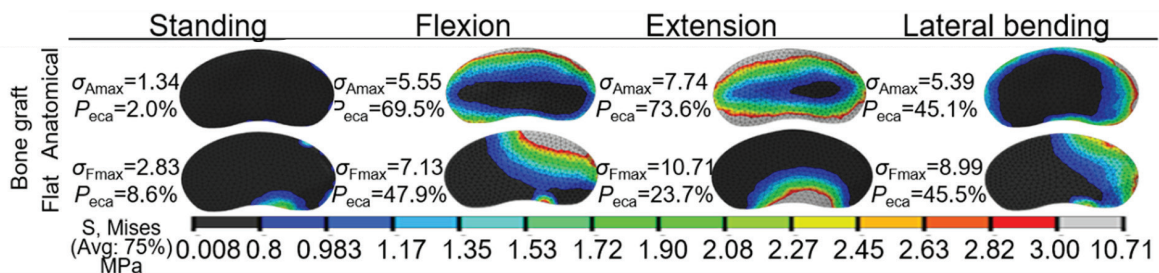 Standing Flexion Extension Lateral bending
Bone graft
Anatomical
σAmax=1.34 σAmax=5.55 σAmax=7.74 σAmax=5.39
Peca=2.0% Peca=69.5% Peca=73.6% Peca=45.1%
Flat
σFmax=2.83 σFmax=7.13 σFmax=10.71 σFmax=8.99
Peca=8.6% Peca=47.9% Peca=23.7% Peca=45.5%
S, Mises
(Avg: 75%)
MPa
0.008 0.8 0.983 1.17 1.35 1.53 1.72 1.90 2.08 2.27 2.45 2.63 2.82 3.00 10.71